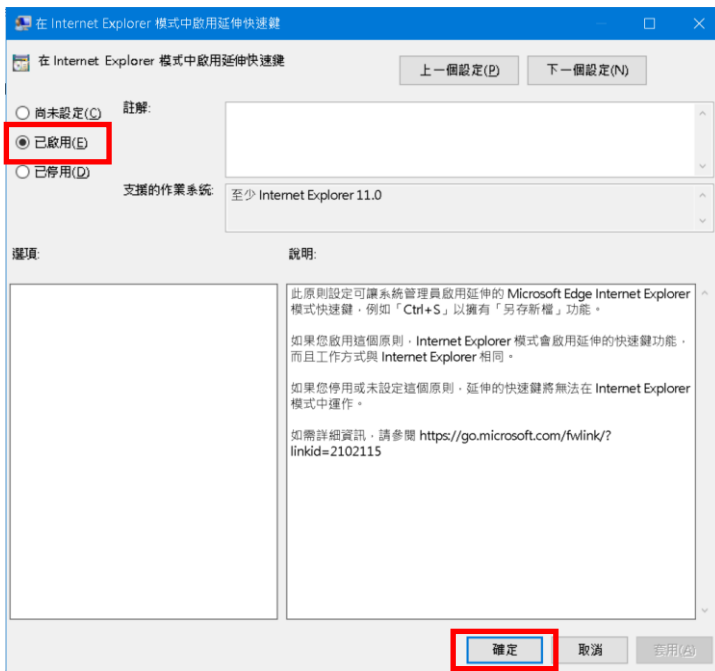 在 Internet Explorer 模式中啟用延伸快速鍵
在 Internet Explorer 模式中啟用延伸快速鍵
上一個設定(P)
下一個設定(N)
尚未設定(C)
註解:
已啟用(E)
已停用(D)
支援的作業系統:
至少 Internet Explorer 11.0
選項:
說明:
此原則設定可讓系統管理員啟用延伸的 Microsoft Edge Internet Explorer
模式快速鍵，例如「Ctrl+S」以擁有「另存新檔」功能。
如果您啟用這個原則，Internet Explorer 模式會啟用延伸的快速鍵功能，
而且工作方式與 Internet Explorer 相同。
如果您停用或未設定這個原則，延伸的快速鍵將無法在 Internet Explorer
模式中運作。
如需詳細資訊，請參閱 https://go.microsoft.com/fwlink/?
linkid=2102115
確定
取消
套用(A)